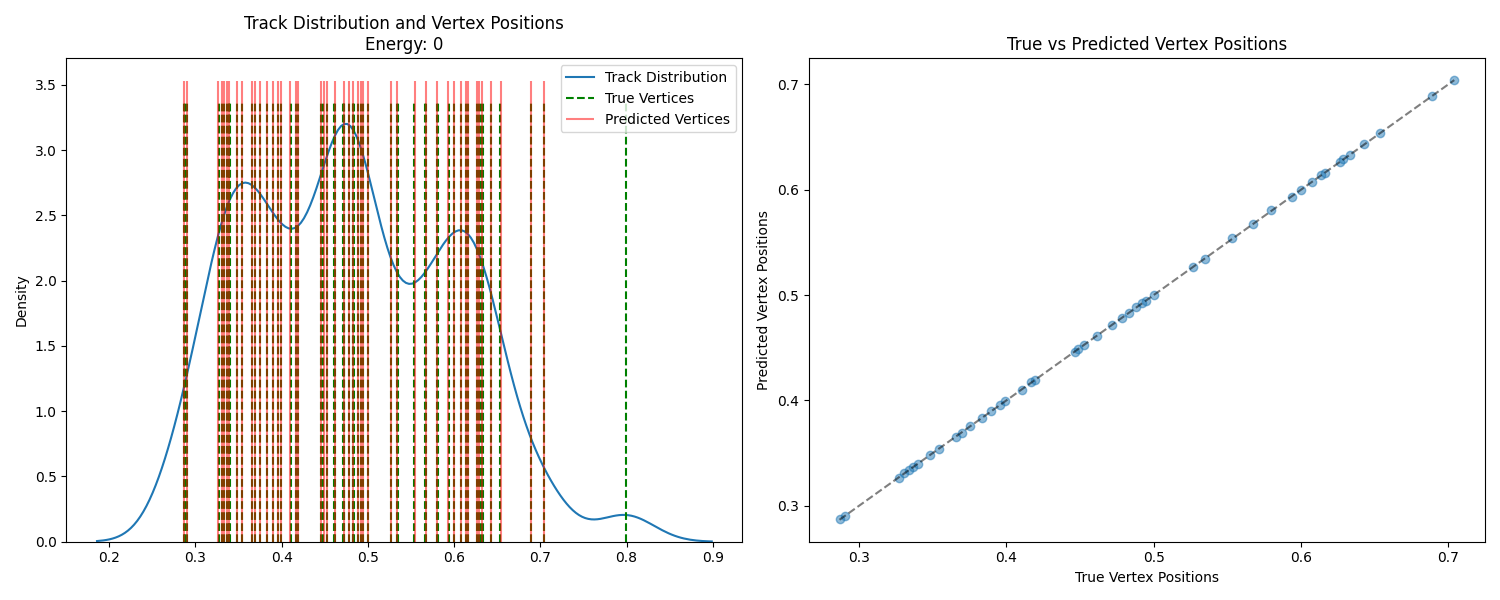 Track Distribution and Vertex Positions
Energy: 0
Density
3.5
3.0
2.5
2.0
1.5
1.0
0.5
0.0
0.2 0.3 0.4 0.5 0.6 0.7 0.8 0.9
Track Distribution
True Vertices
Predicted Vertices
True vs Predicted Vertex Positions
Predicted Vertex Positions
0.7
0.6
0.5
0.4
0.3
0.3 0.4 0.5 0.6 0.7
True Vertex Positions